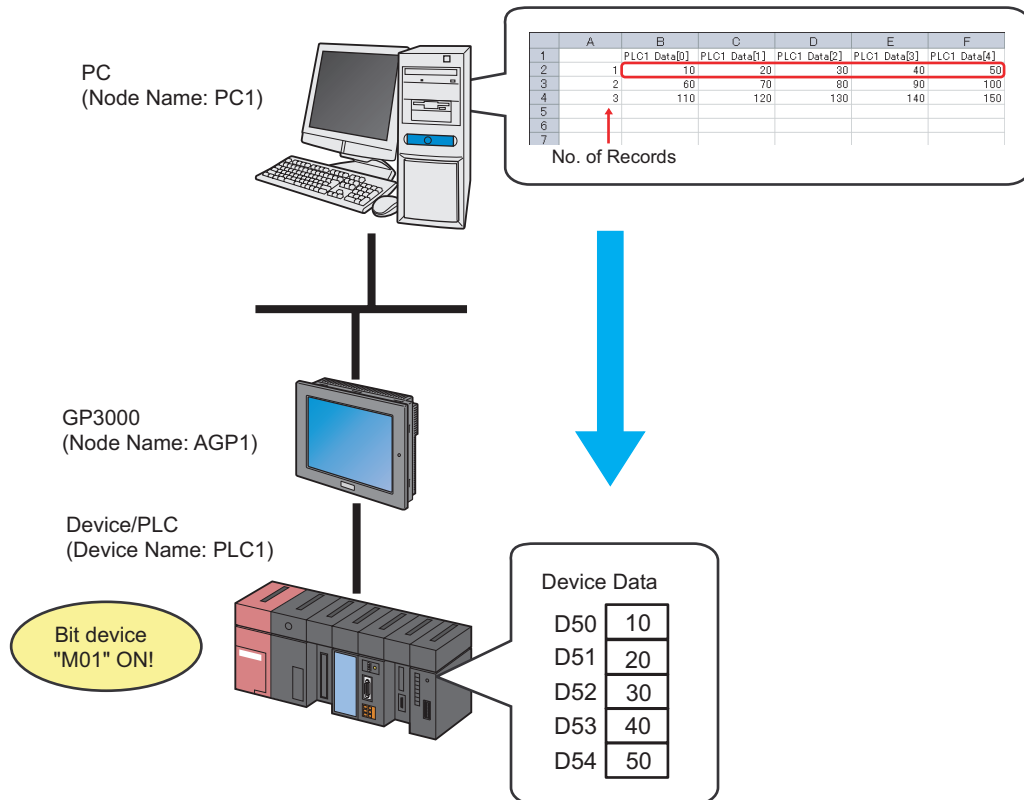 A B C D E F
1 PLC1 Data[0] PLC1 Data[1] PLC1 Data[2] PLC1 Data[3] PLC1 Data[4]
2 1 10 20 30 40 50
3 2 60 70 80 90 100
4 3 110 120 130 140 150
5
6
7
No. of Records
PC
(Node Name: PC1)
GP3000
(Node Name: AGP1)
Device/PLC
(Device Name: PLC1)
Bit device
"M01" ON!
Device Data
D50 10
D51 20
D52 30
D53 40
D54 50